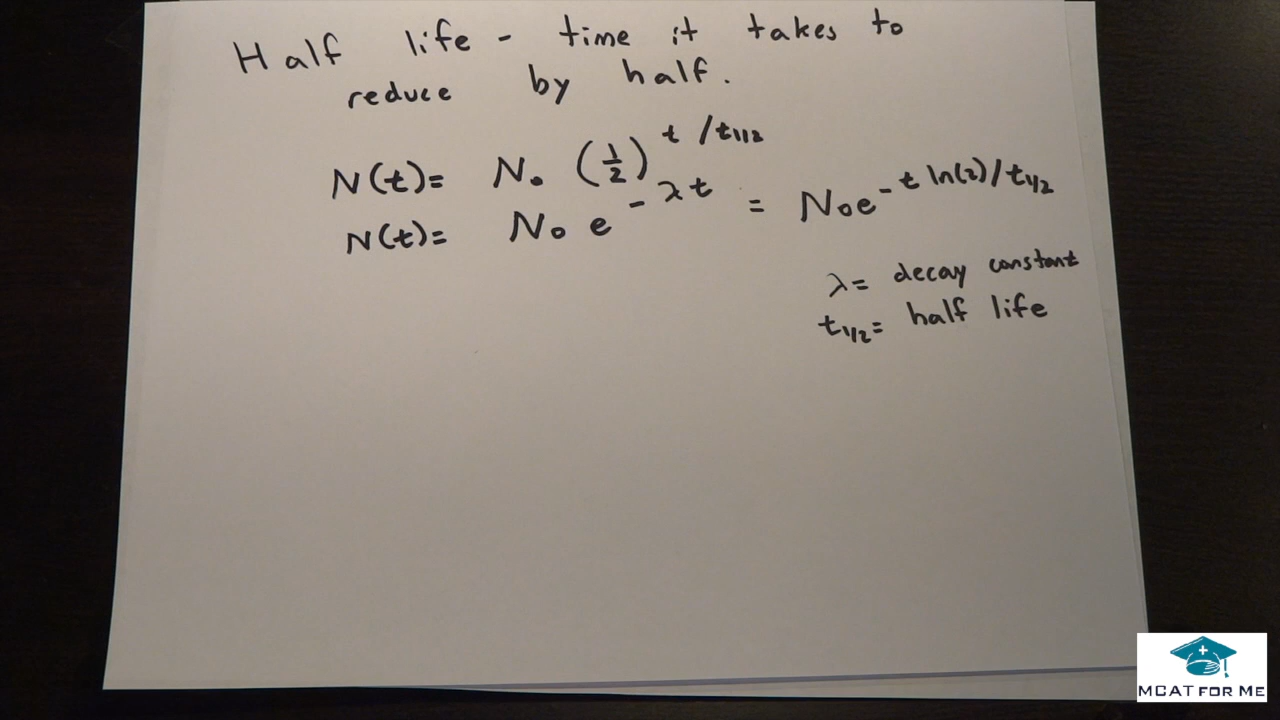 Half life - time it takes to
reduce by half.
N(t) = N₀ (1/2)^(t/t1/2)
N(t) = N₀ e^(-λt) = N₀e^(-t ln(2)/t1/2)
λ = decay constant
t1/2 = half life
MCAT FOR ME